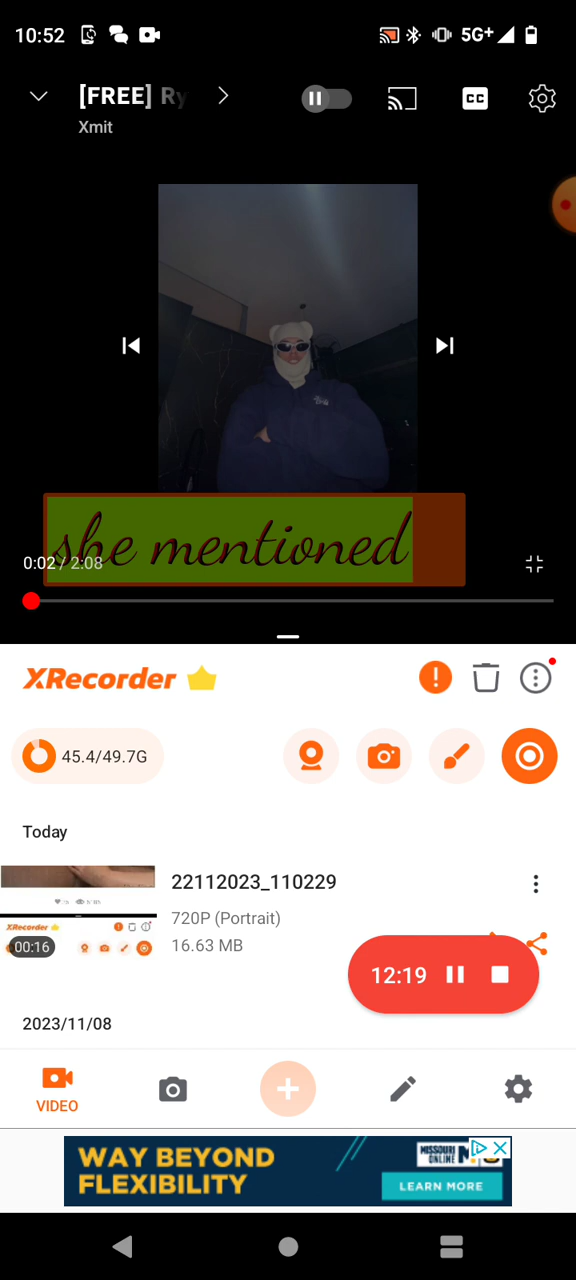 10:52 5G+
[FREE] Ry
CC
Xmit
she mentioned
0:02 / 2:08
XRecorder
45.4/49.7G
Today
22112023_110229
720P (Portrait)
16.63 MB
XRecorder
00:16
12:19
2023/11/08
VIDEO
WAY BEYOND
FLEXIBILITY
MISSOURI
ONLINE
LEARN MORE